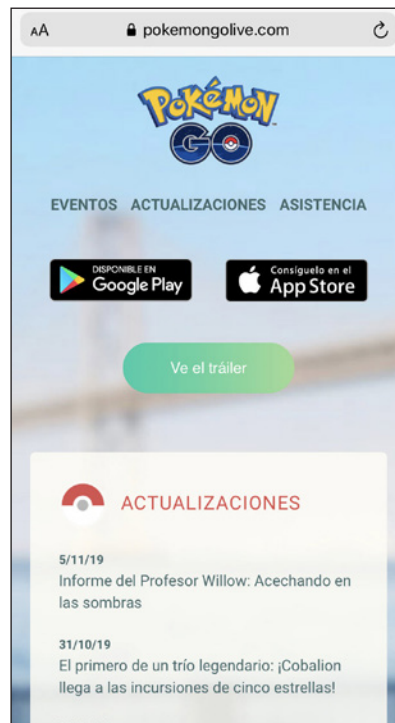 AA pokemongolive.com
POKÉMON
GO
EVENTOS ACTUALIZACIONES ASISTENCIA
DISPONIBLE EN
Google Play
Consíguelo en el
App Store
Ve el tráiler
ACTUALIZACIONES
5/11/19
Informe del Profesor Willow: Acechando en
las sombras
31/10/19
El primero de un trío legendario: ¡Cobalion
llega a las incursiones de cinco estrellas!